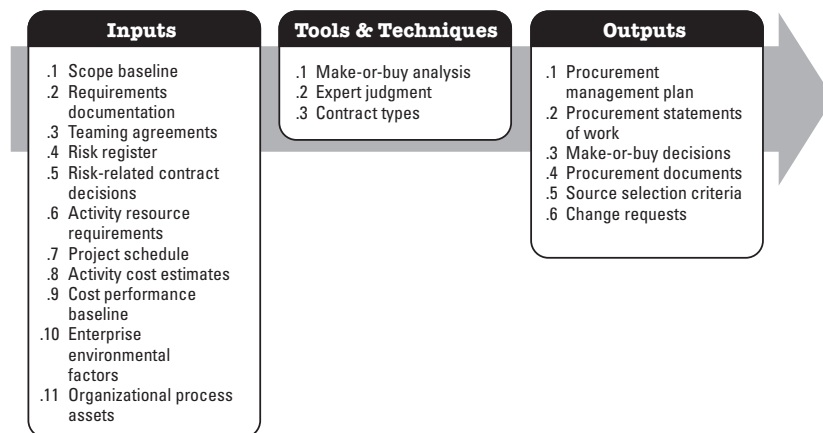 Inputs
.1 Scope baseline
.2 Requirements
documentation
.3 Teaming agreements
.4 Risk register
.5 Risk-related contract
decisions
.6 Activity resource
requirements
.7 Project schedule
.8 Activity cost estimates
.9 Cost performance
baseline
.10 Enterprise
environmental
factors
.11 Organizational process
assets
Tools & Techniques
.1 Make-or-buy analysis
.2 Expert judgment
.3 Contract types
Outputs
.1 Procurement
management plan
.2 Procurement statements
of work
.3 Make-or-buy decisions
.4 Procurement documents
.5 Source selection criteria
.6 Change requests